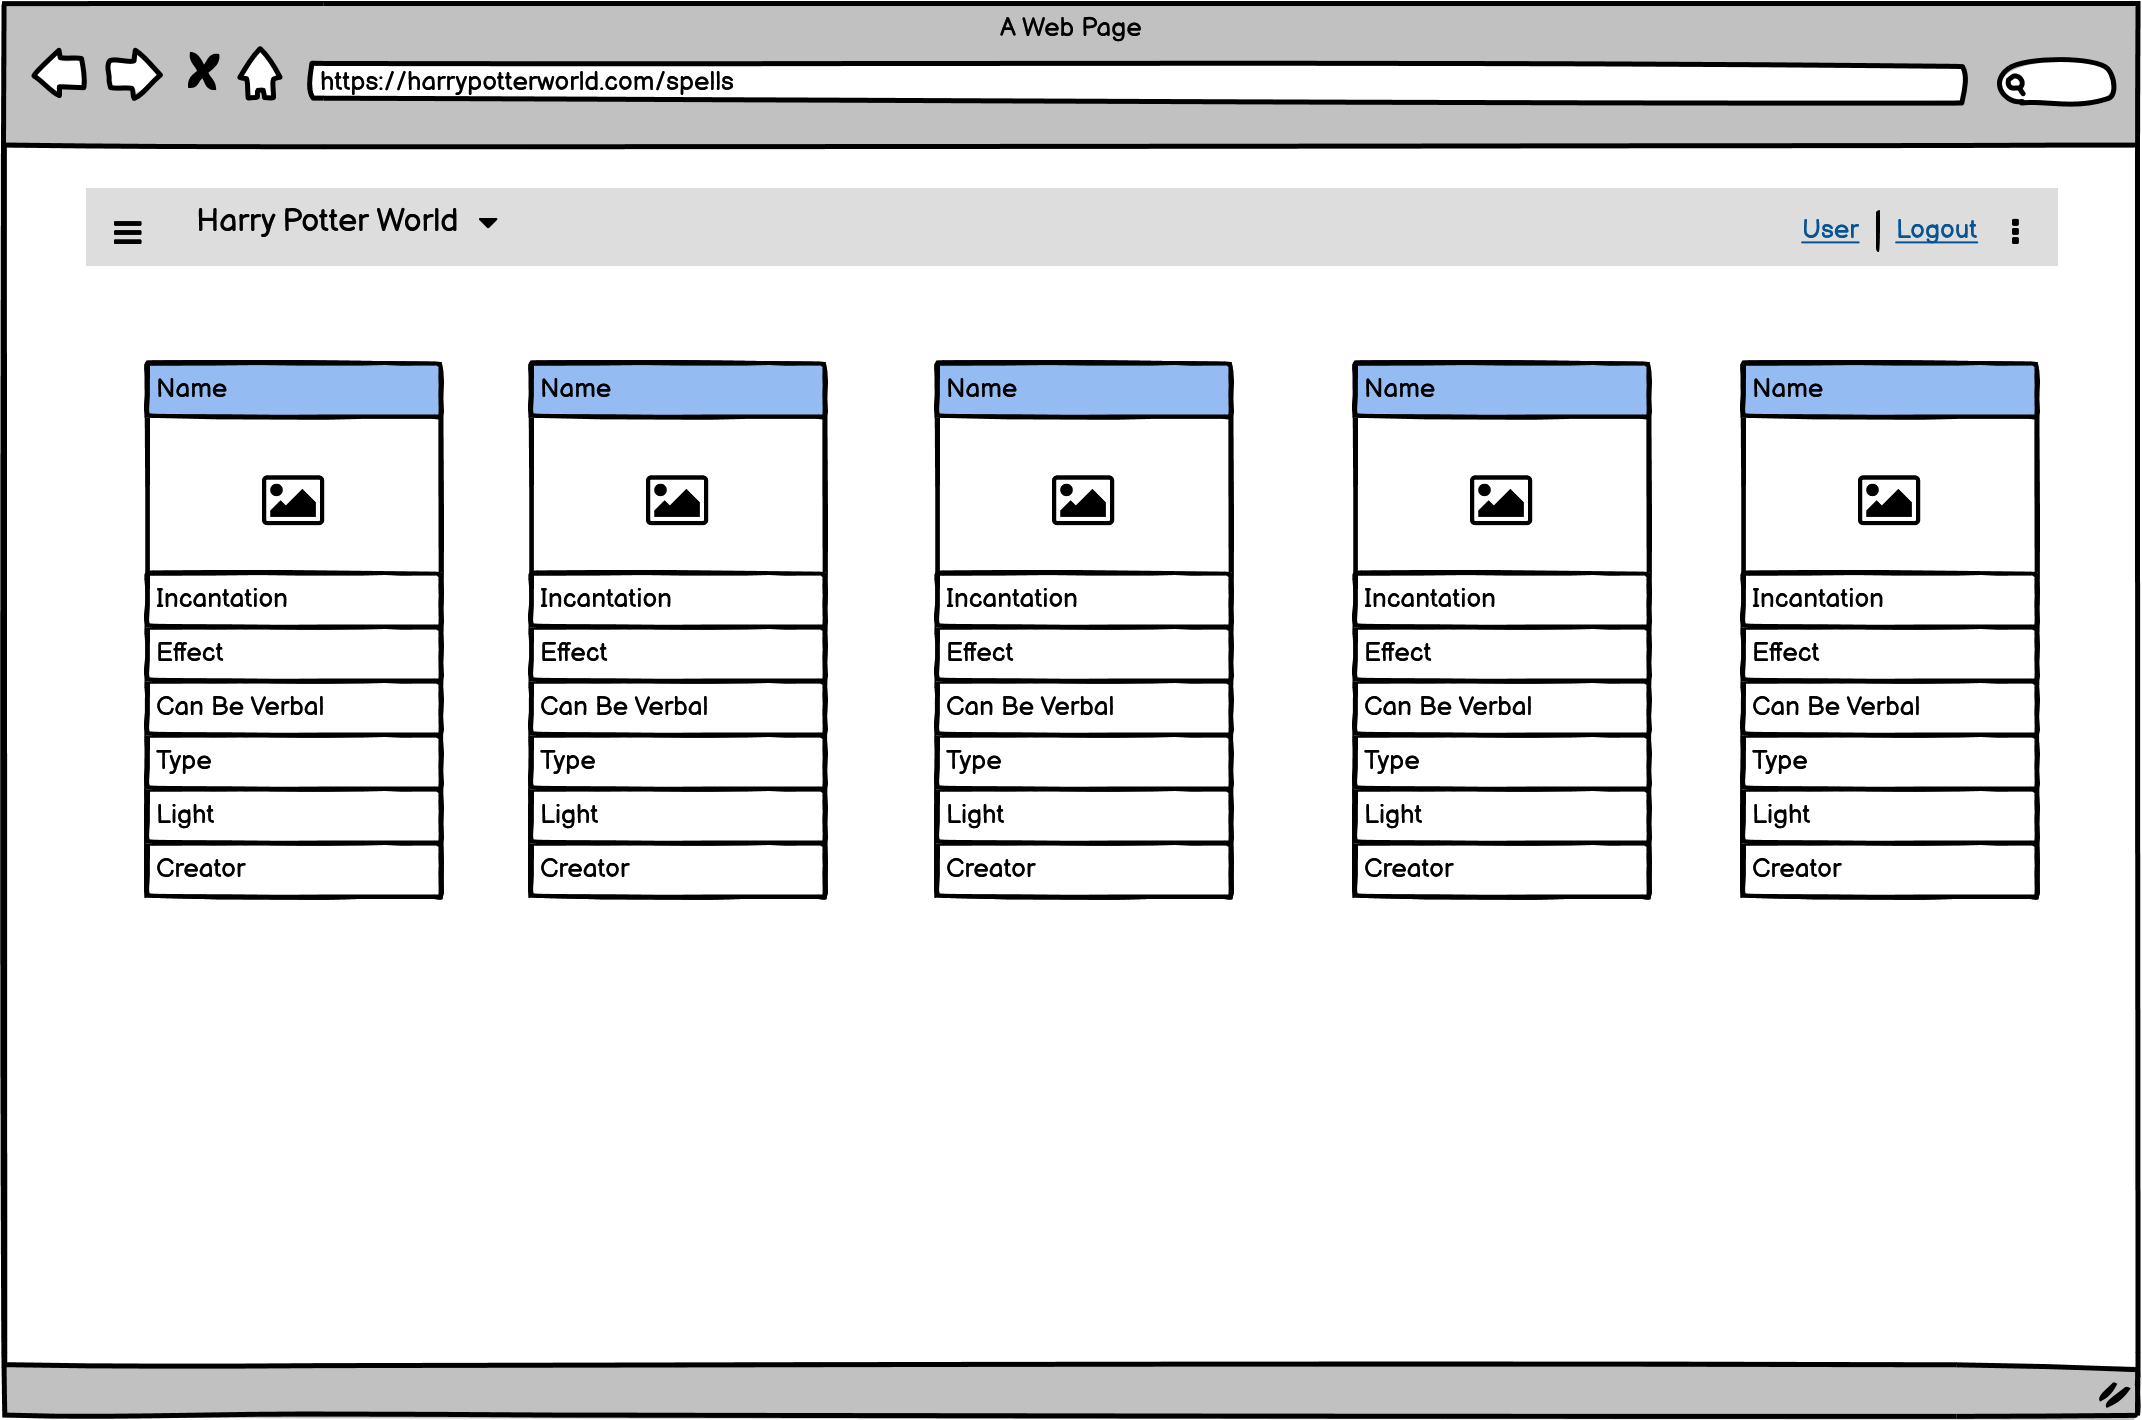 A Web Page
https://harrypotterworld.com/spells
Harry Potter World
User Logout
Name Name Name Name Name
Incantation Incantation Incantation Incantation Incantation
Effect Effect Effect Effect Effect
Can Be Verbal Can Be Verbal Can Be Verbal Can Be Verbal Can Be Verbal
Type Type Type Type Type
Light Light Light Light Light
Creator Creator Creator Creator Creator